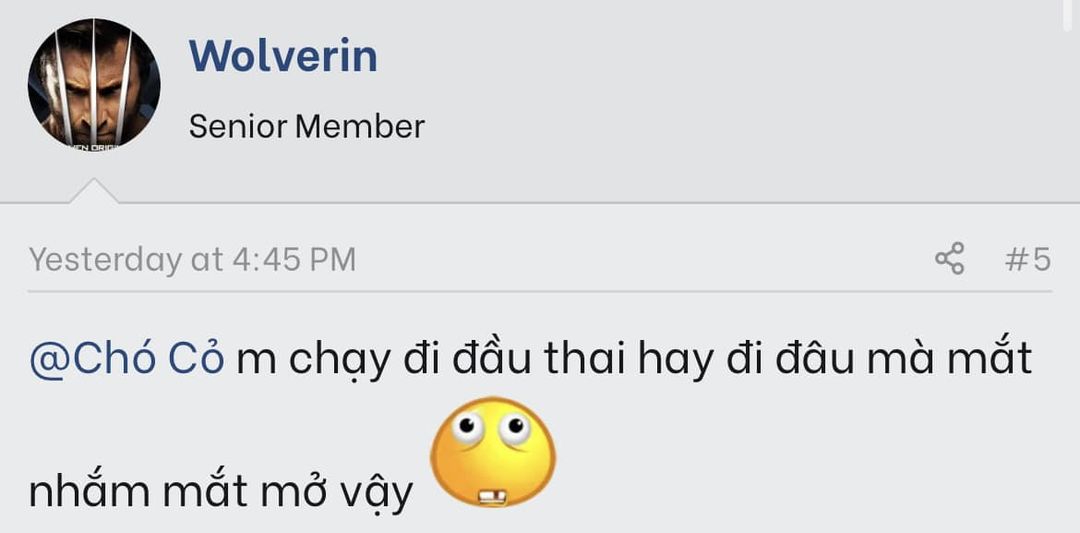 Wolverin
Senior Member
Yesterday at 4:45 PM
#5
@Chó Cỏ m chạy đi đầu thai hay đi đâu mà mắt
nhắm mắt mở vậy